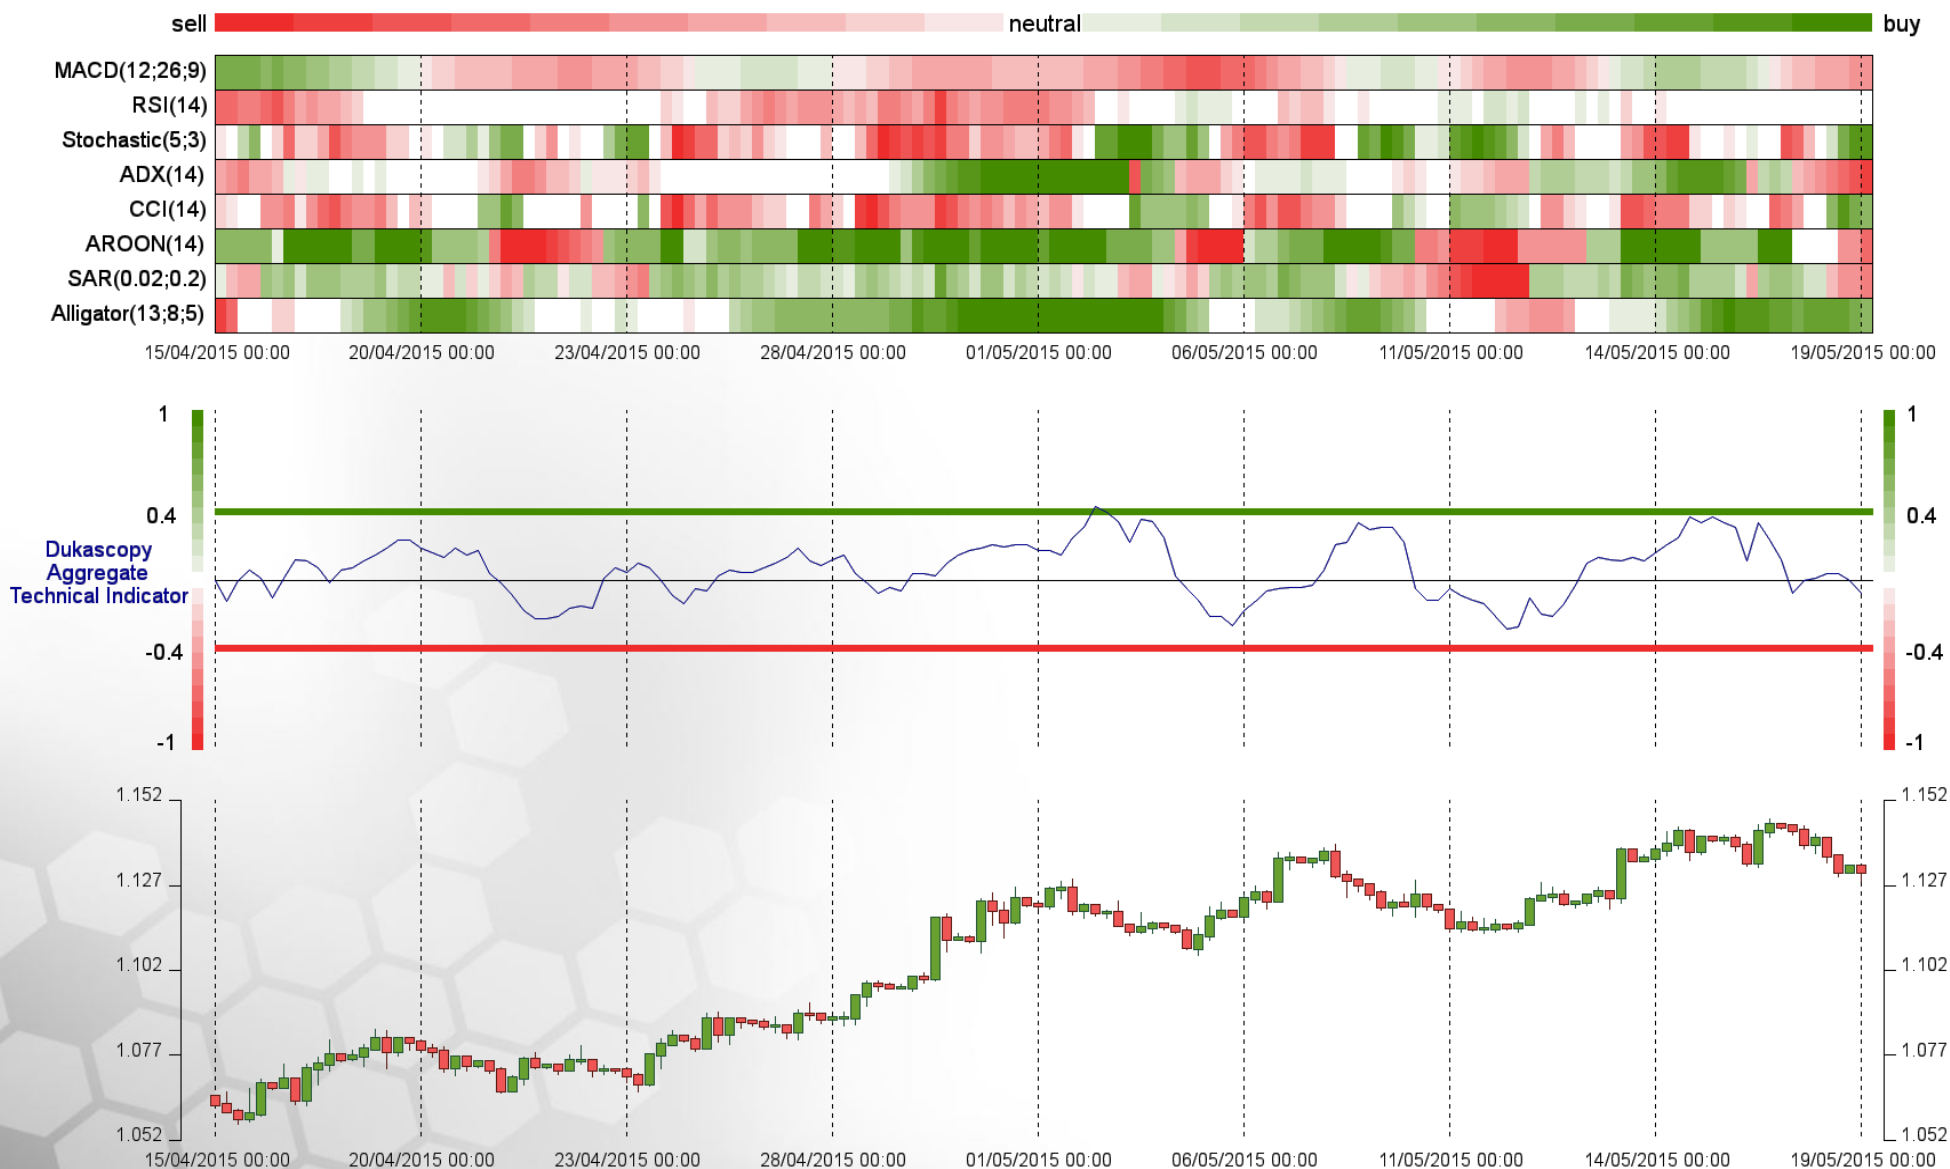 sell neutral buy
MACD(12;26;9)
RSI(14)
Stochastic(5;3)
ADX(14)
CCI(14)
AROON(14)
SAR(0.02;0.2)
Alligator(13;8;5)
15/04/2015 00:00 20/04/2015 00:00 23/04/2015 00:00 28/04/2015 00:00 01/05/2015 00:00 06/05/2015 00:00 11/05/2015 00:00 14/05/2015 00:00 19/05/2015 00:00
1 1
0.4 0.4
Dukascopy
Aggregate
Technical Indicator
-0.4 -0.4
-1 -1
1.152 1.152
1.127 1.127
1.102 1.102
1.077 1.077
1.052 1.052
15/04/2015 00:00 20/04/2015 00:00 23/04/2015 00:00 28/04/2015 00:00 01/05/2015 00:00 06/05/2015 00:00 11/05/2015 00:00 14/05/2015 00:00 19/05/2015 00:00